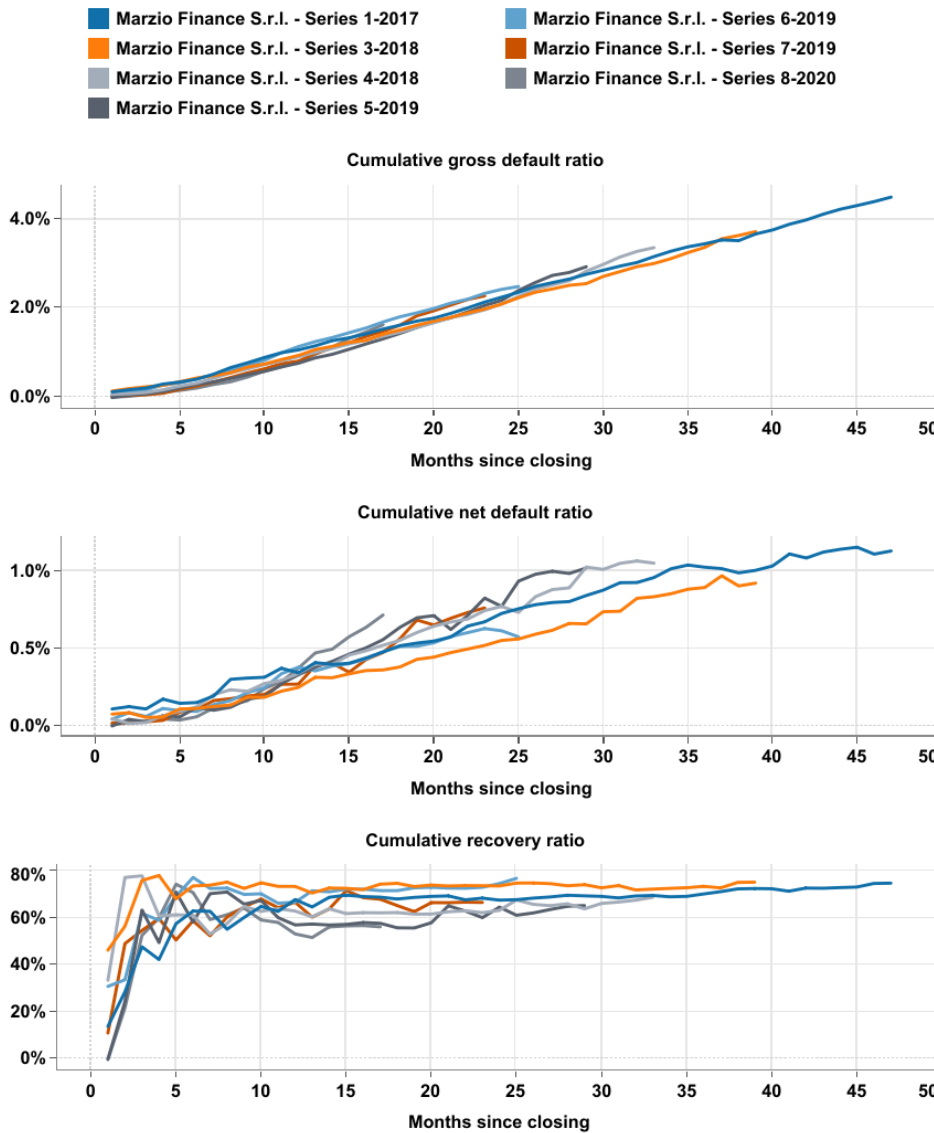 Marzio Finance S.r.l. - Series 1-2017
Marzio Finance S.r.l. - Series 6-2019
Marzio Finance S.r.l. - Series 3-2018
Marzio Finance S.r.l. - Series 7-2019
Marzio Finance S.r.l. - Series 4-2018
Marzio Finance S.r.l. - Series 8-2020
Marzio Finance S.r.l. - Series 5-2019
Cumulative gross default ratio
4.0%
2.0%
0.0%
0 5 10 15 20 25 30 35 40 45 50
Months since closing
Cumulative net default ratio
1.0%
0.5%
0.0%
0 5 10 15 20 25 30 35 40 45 50
Months since closing
Cumulative recovery ratio
80%
60%
40%
20%
0%
0 5 10 15 20 25 30 35 40 45 50
Months since closing